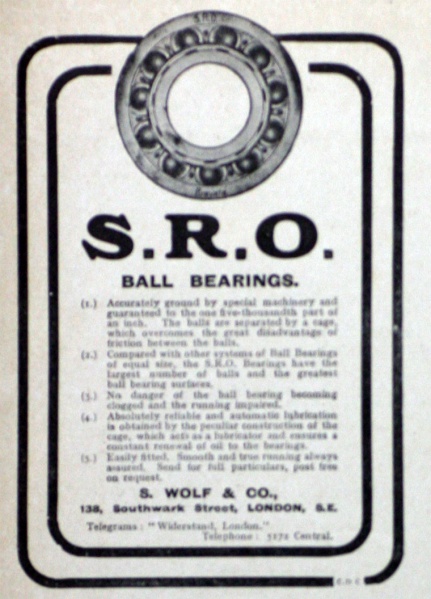 S.R.O.
S.R.O.
BALL BEARINGS.
(1.) Accurately ground by special machinery and
guaranteed to the one five-thousandth part of
an inch. The balls are separated by a cage,
which overcomes the great disadvantage of
friction between the balls.
(2.) Compared with other systems of Ball Bearings
of equal size, the S.R.O. Bearings have the
largest number of balls and the greatest
ball bearing surfaces.
(3.) No danger of the ball bearing becoming
clogged and the running impaired.
(4.) Absolutely reliable and automatic lubrication
is obtained by the peculiar construction of the
cage, which acts as a lubricator and ensures a
constant renewal of oil to the bearings.
(5.) Easily fitted. Smooth and true running always
assured. Send for full particulars, post free
on request.
S. WOLF & CO.,
138, Southwark Street, LONDON, S.E.
Telegrams: "Widerstand, London."
Telephone: 5172 Central.